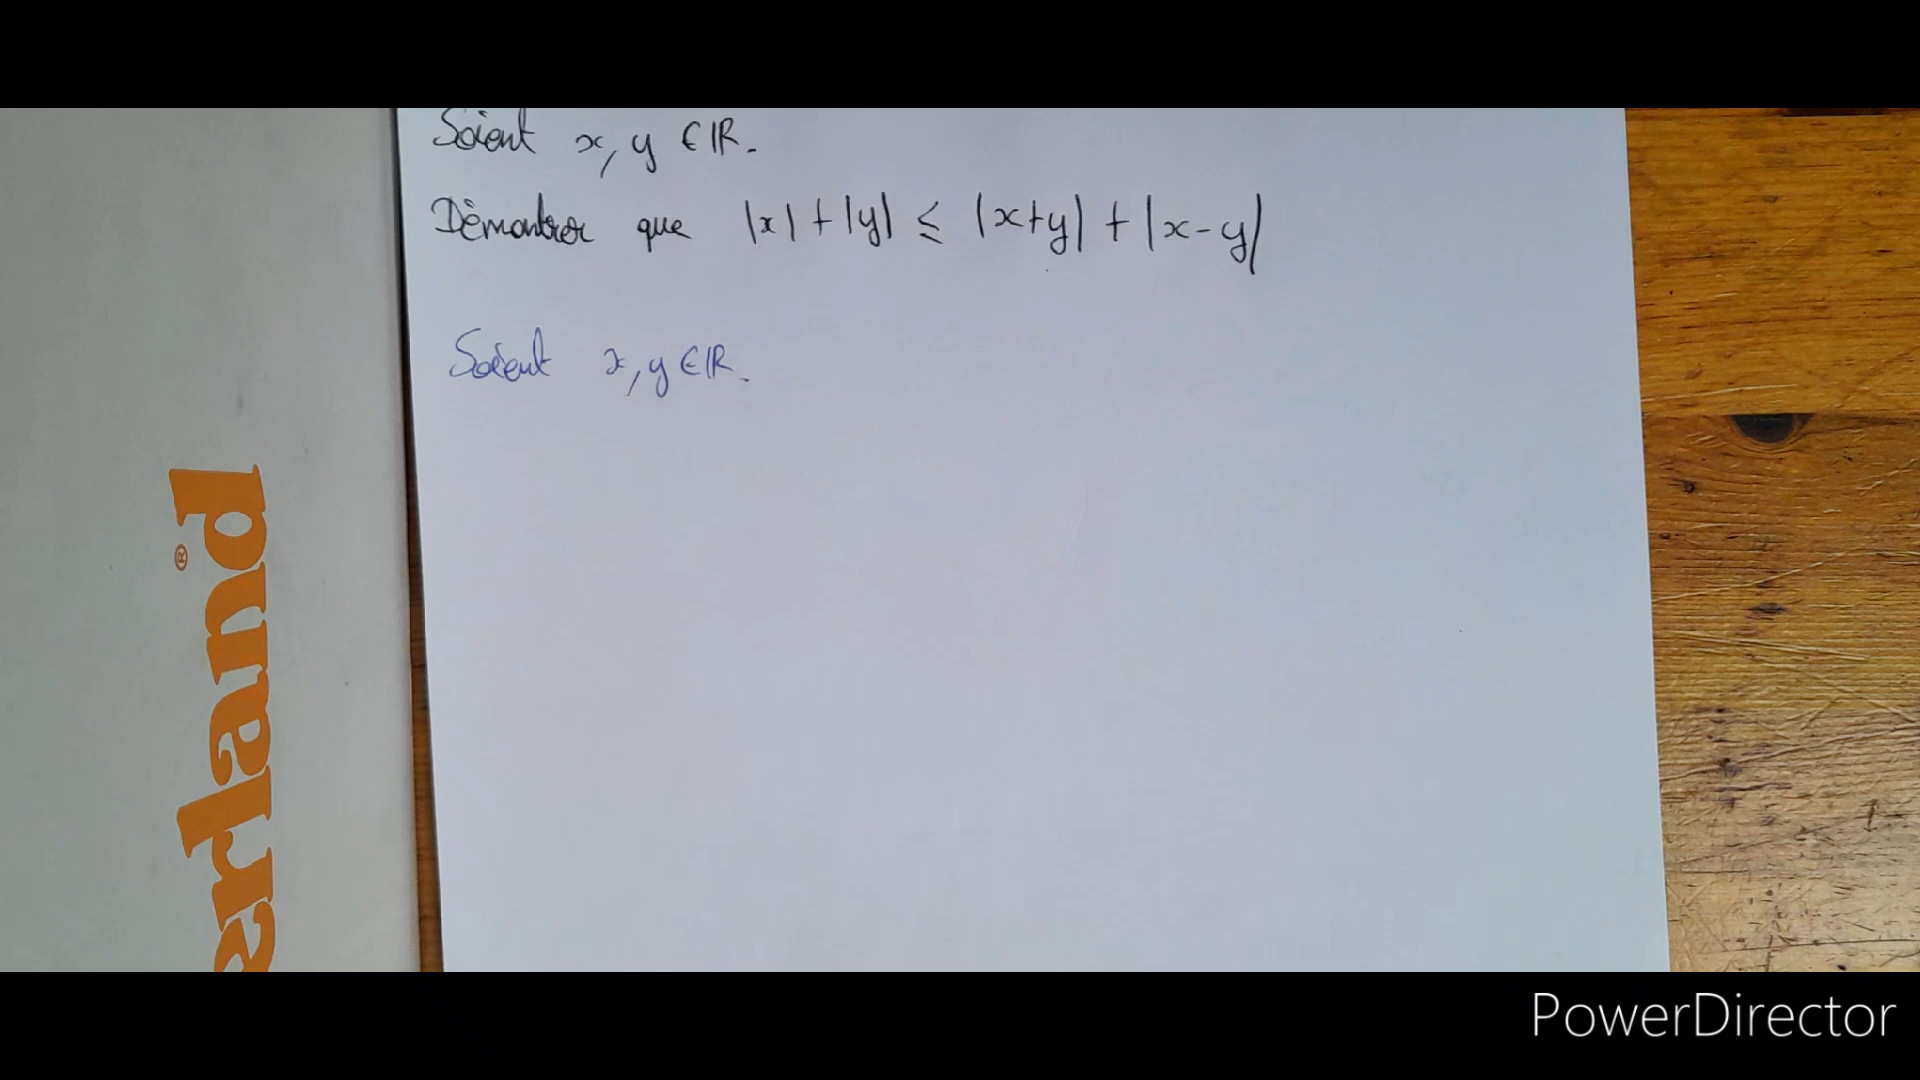 Soient x, y ∈ ℝ.
Démontrer que |x| + |y| ≤ |x+y| + |x-y|
Soient x, y ∈ ℝ.
erland®
PowerDirector